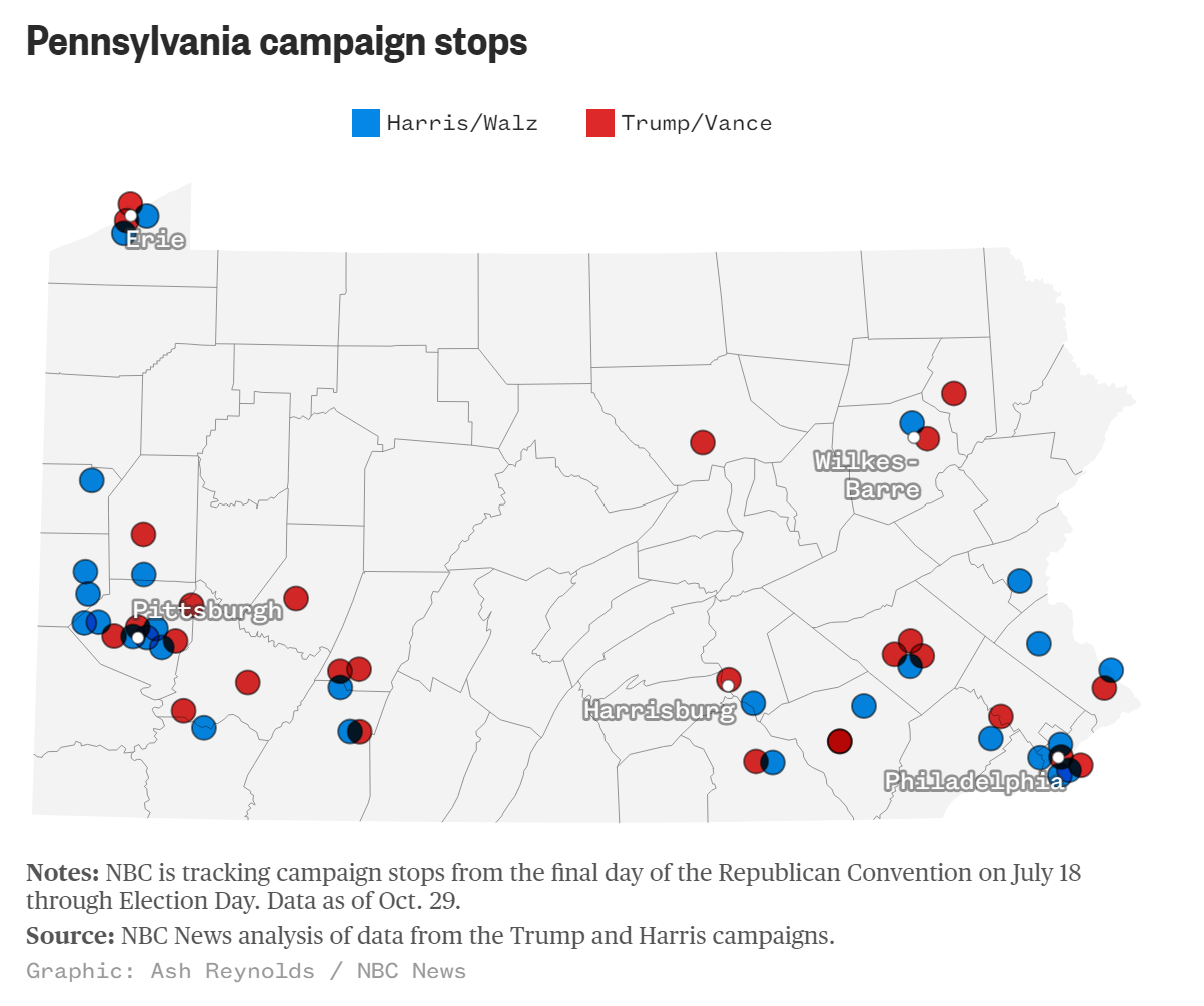 Pennsylvania campaign stops
Harris/Walz
Trump/Vance
Erie
Wilkes-
Barre
Pittsburgh
Harrisburg
Philadelphia
Notes: NBC is tracking campaign stops from the final day of the Republican Convention on July 18
through Election Day. Data as of Oct. 29.
Source: NBC News analysis of data from the Trump and Harris campaigns.
Graphic: Ash Reynolds / NBC News